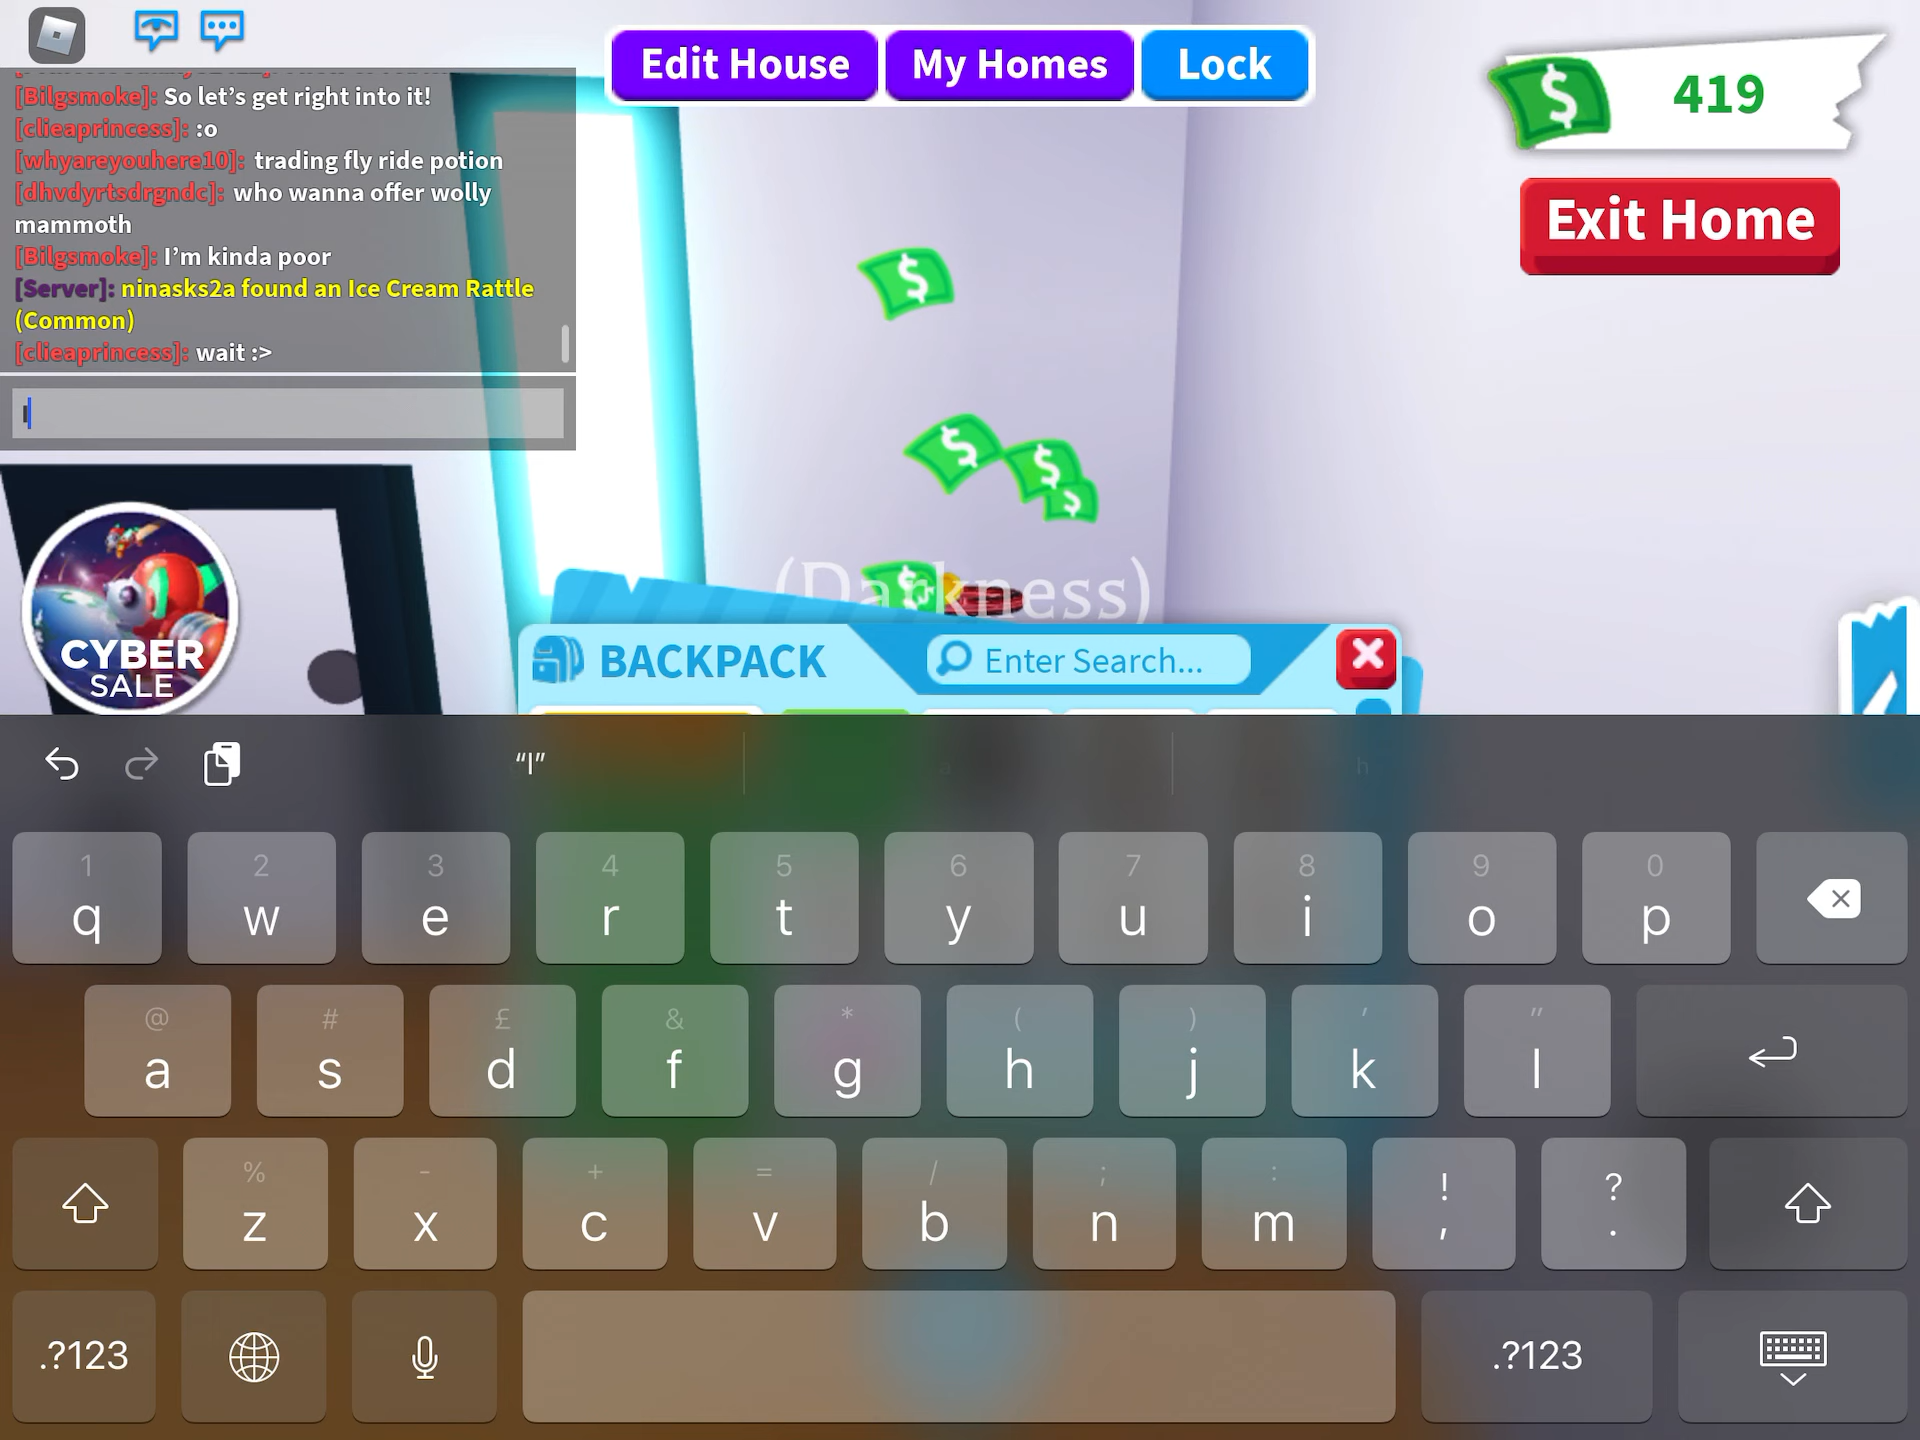 Edit House My Homes Lock
419
Exit Home
[Bilgsmoke]: So let’s get right into it!
[clieaprincess]: :o
[whyareyouhere10]: trading fly ride potion
[dhvdyrtsdrgndc]: who wanna offer wolly
mammoth
[Bilgsmoke]: I’m kinda poor
[Server]: ninasks2a found an Ice Cream Rattle
(Common)
[clieaprincess]: wait :>
CYBER
SALE
(Darkness)
BACKPACK Enter Search...
“I” a h
1 2 3 4 5 6 7 8 9 0
q w e r t y u i o p
@ # £ & * ( ) ' "
a s d f g h j k l
% - + = / ; : ! ?
z x c v b n m , .
.?123 .?123